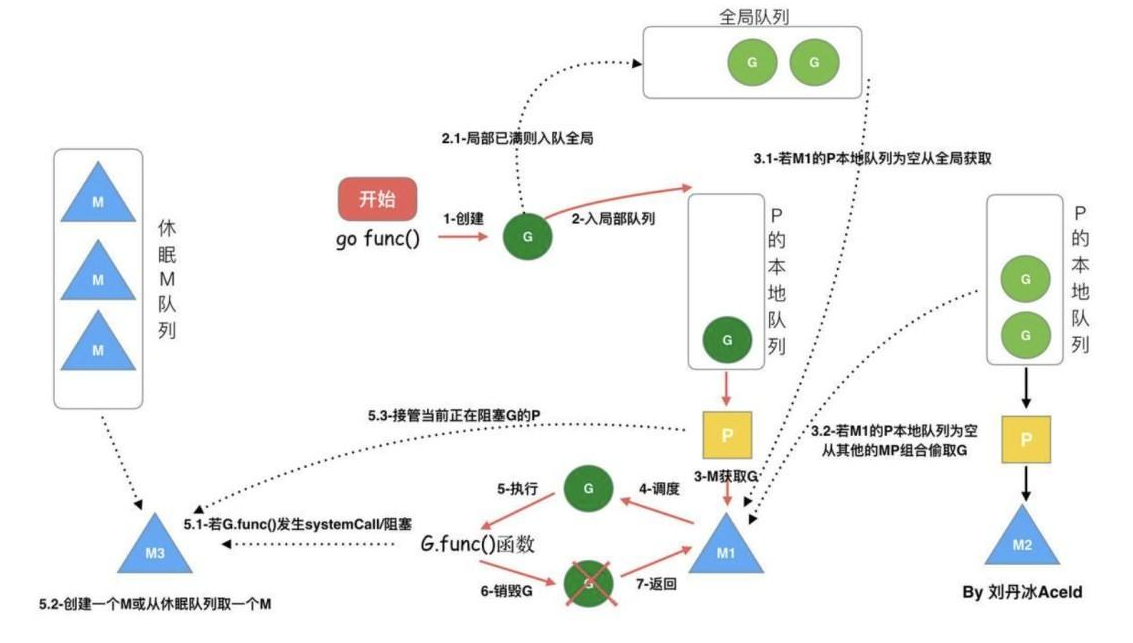 全局队列
G
G
2.1-局部已满则入队全局
3.1-若M1的P本地队列为空从全局获取
开始
go func()
1-创建
G
2-入局部队列
M
M
M
休眠M队列
G
P的本地队列
G
G
P的本地队列
5.3-接管当前正在阻塞G的P
P
3.2-若M1的P本地队列为空
从其他的MP组合偷取G
P
3-M获取G
5-执行
G
4-调度
5.1-若G.func()发生systemCall/阻塞
M3
G.func()函数
M1
M2
6-销毁G
G
7-返回
5.2-创建一个M或从休眠队列取一个M
By 刘丹冰Aceld